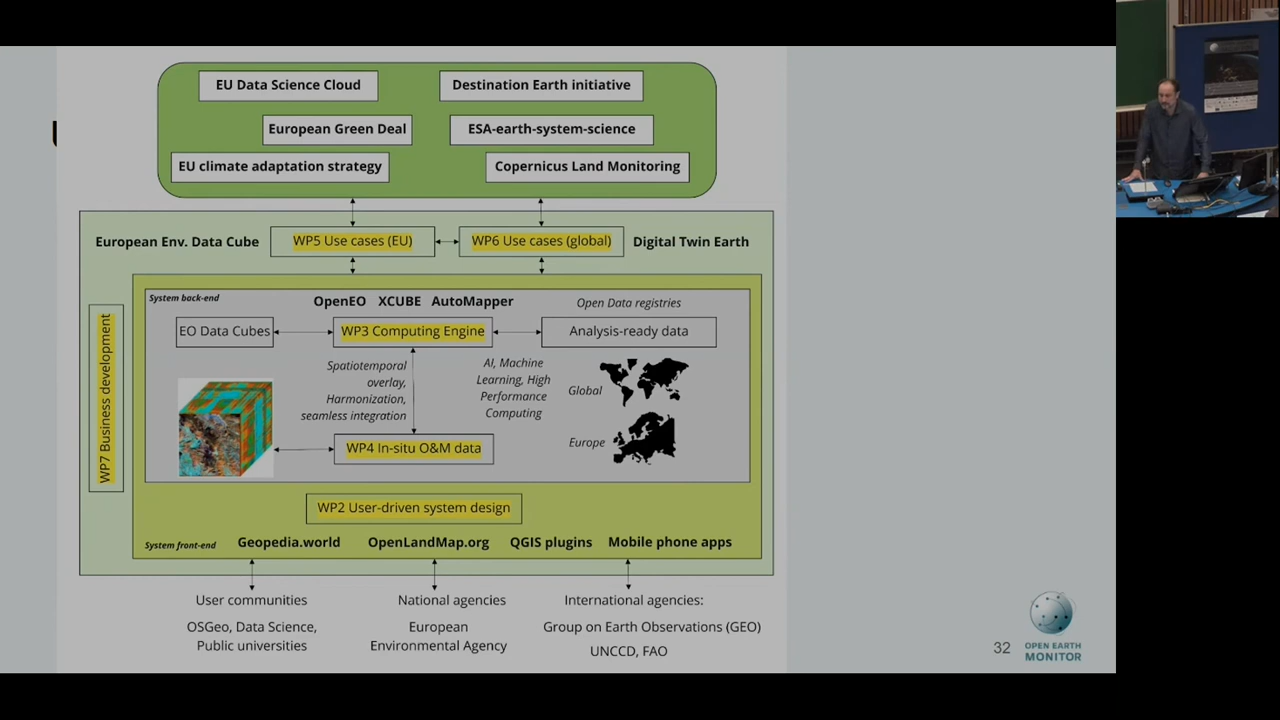 EU Data Science Cloud
Destination Earth initiative
European Green Deal
ESA-earth-system-science
EU climate adaptation strategy
Copernicus Land Monitoring
European Env. Data Cube
WP5 Use cases (EU)
WP6 Use cases (global)
Digital Twin Earth
System back-end
OpenEO XCUBE AutoMapper
Open Data registries
EO Data Cubes
WP3 Computing Engine
Analysis-ready data
WP7 Business development
Spatiotemporal
overlay,
Harmonization,
seamless integration
AI, Machine
Learning, High
Performance
Computing
Global
Europe
WP4 In-situ O&M data
WP2 User-driven system design
System front-end
Geopedia.world
OpenLandMap.org
QGIS plugins
Mobile phone apps
User communities
OSGeo, Data Science,
Public universities
National agencies
European
Environmental Agency
International agencies:
Group on Earth Observations (GEO)
UNCCD, FAO
32
OPEN EARTH
MONITOR